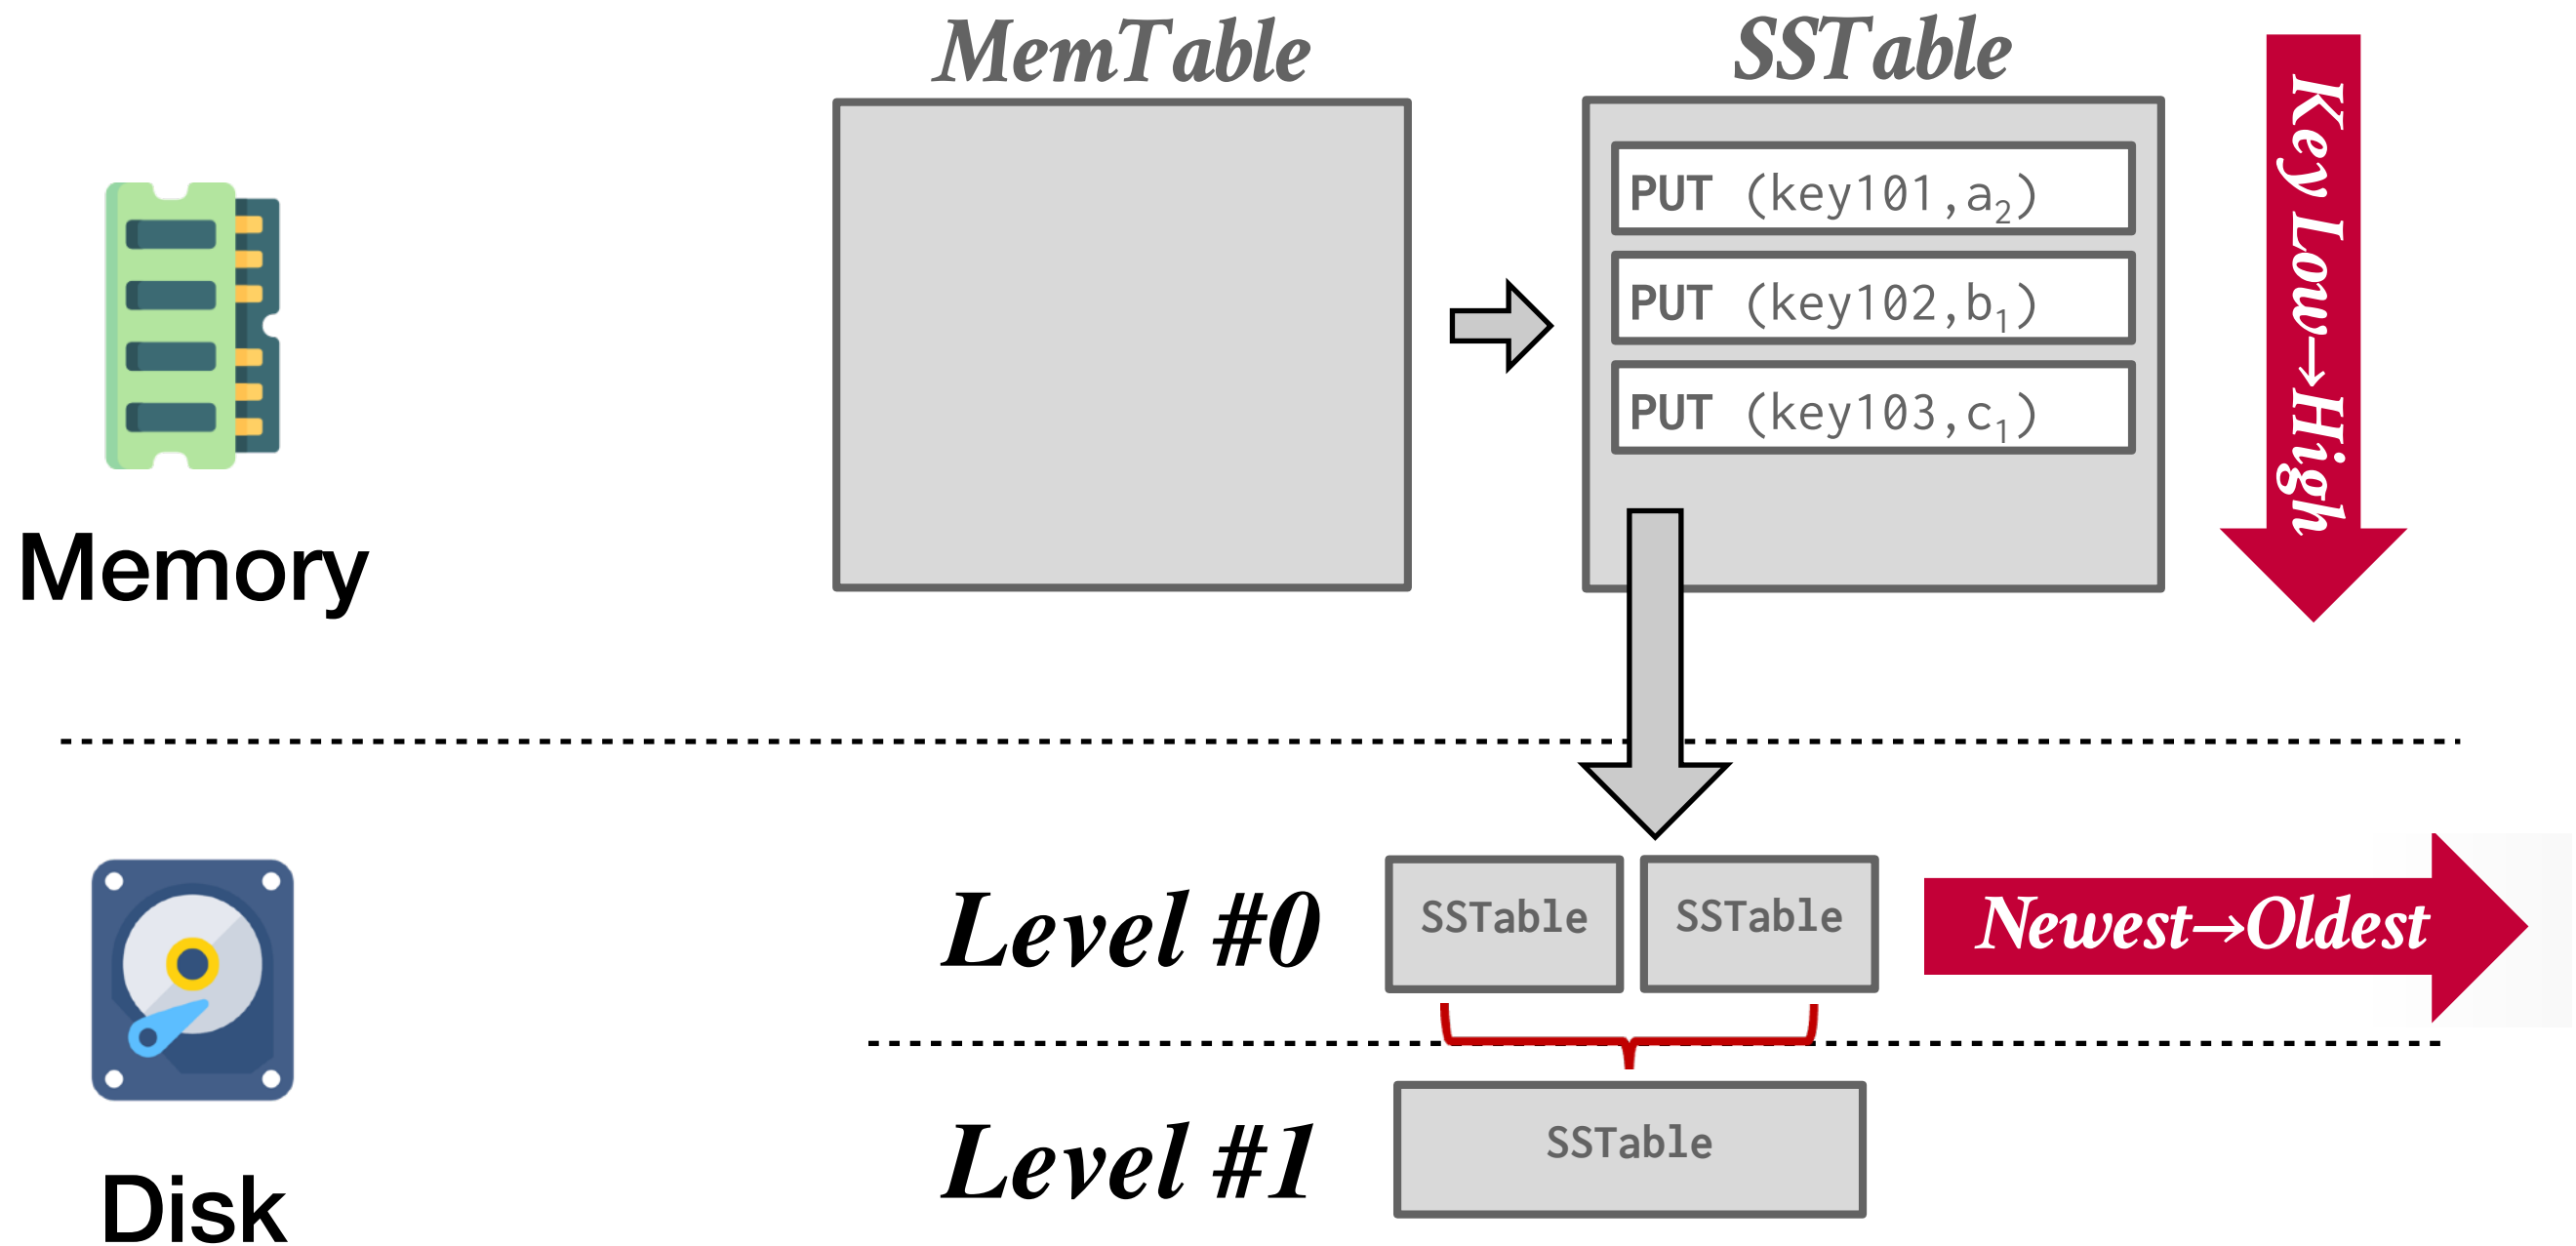 MemTable
SSTable
PUT (key101,a₂)
PUT (key102,b₁)
PUT (key103,c₁)
Key Low→High
Memory
Level #0
SSTable
SSTable
Newest→Oldest
Level #1
SSTable
Disk